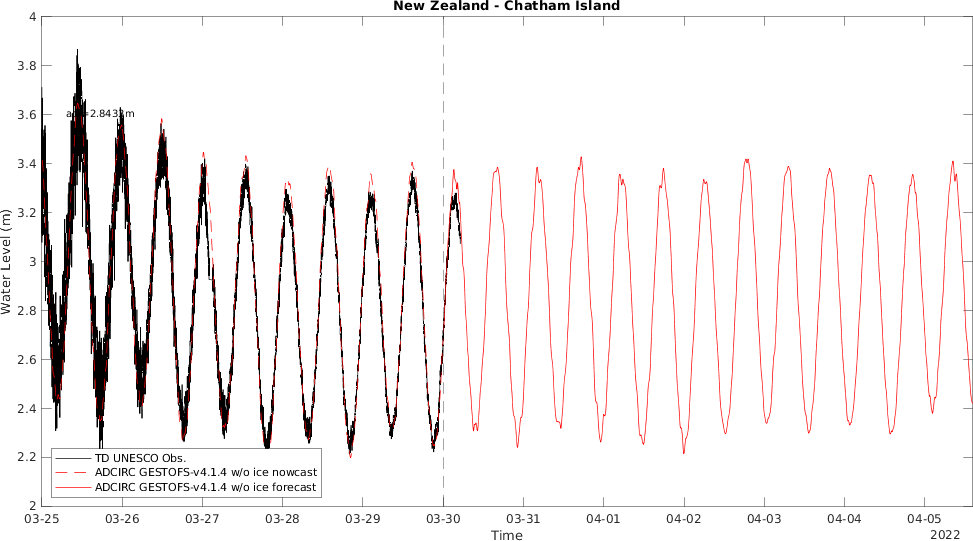 New Zealand - Chatham Island
4
3.8
3.6
3.4
3.2
3
2.8
2.6
2.4
2.2
2
Water Level (m)
TD UNESCO Obs.
ADCIRC GESTOFS-v4.1.4 w/o ice nowcast
ADCIRC GESTOFS-v4.1.4 w/o ice forecast
03-25 03-26 03-27 03-28 03-29 03-30 03-31 04-01 04-02 04-03 04-04 04-05
Time
2022